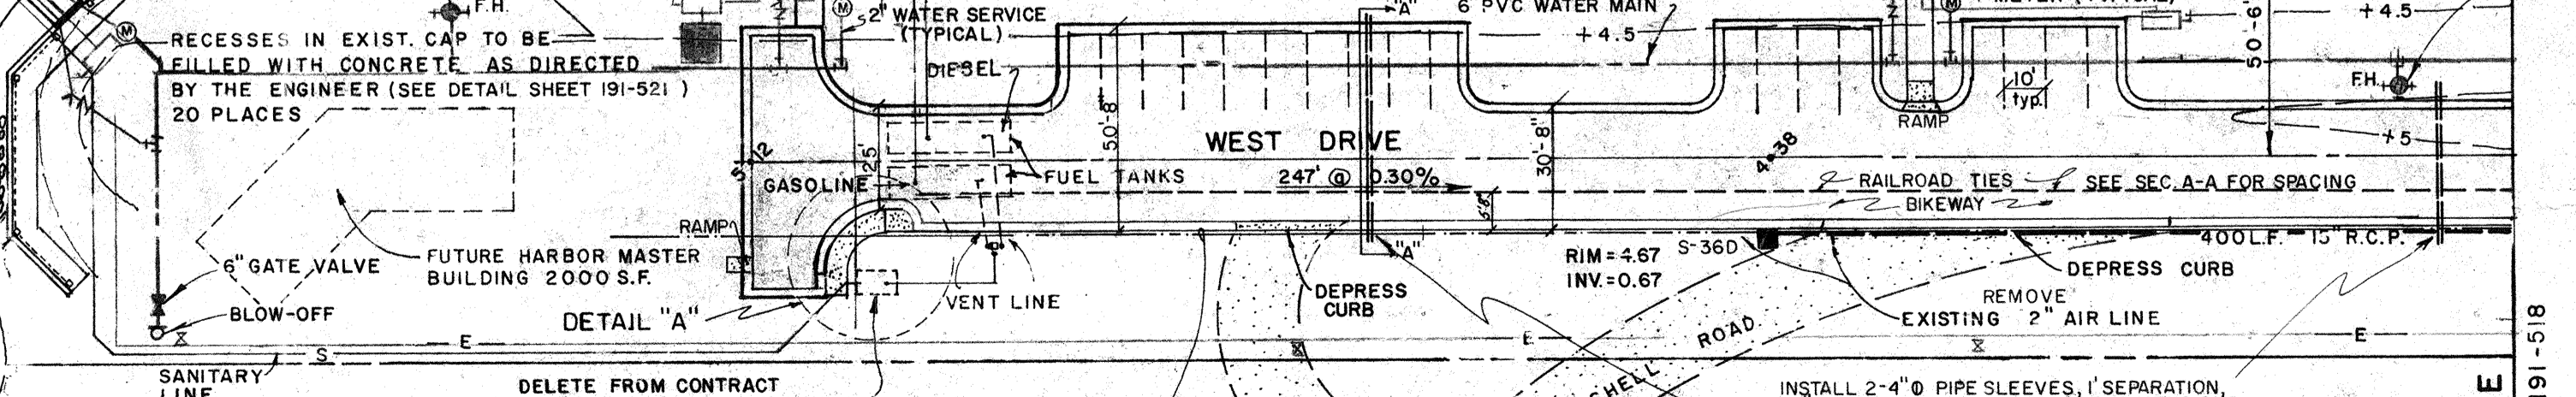 F.H.
M
M
2" WATER SERVICE
(TYPICAL)
"A"
6 PVC WATER MAIN
+4.5
M
50'-6
+4.5
RECESSES IN EXIST. CAP TO BE
FILLED WITH CONCRETE AS DIRECTED
BY THE ENGINEER (SEE DETAIL SHEET 191-521 )
20 PLACES
DIESEL
10'
typ.
F.H.
RAMP
+5
WEST DRIVE
50'-8
30'-8"
25'
12
5
4.38
GASOLINE
FUEL TANKS
247' @ 0.30%
RAILROAD TIES
SEE SEC. A-A FOR SPACING
BIKEWAY
RAMP
FUTURE HARBOR MASTER
BUILDING 2000 S.F.
6" GATE VALVE
BLOW-OFF
DETAIL "A"
VENT LINE
"A"
DEPRESS
CURB
RIM = 4.67
INV. = 0.67
S-36D
400 L.F. 15" R.C.P.
DEPRESS CURB
REMOVE
EXISTING 2" AIR LINE
SHELL ROAD
E
E
E
S
SANITARY
LINE
DELETE FROM CONTRACT
INSTALL 2-4"Φ PIPE SLEEVES, 1' SEPARATION,
E
191-518